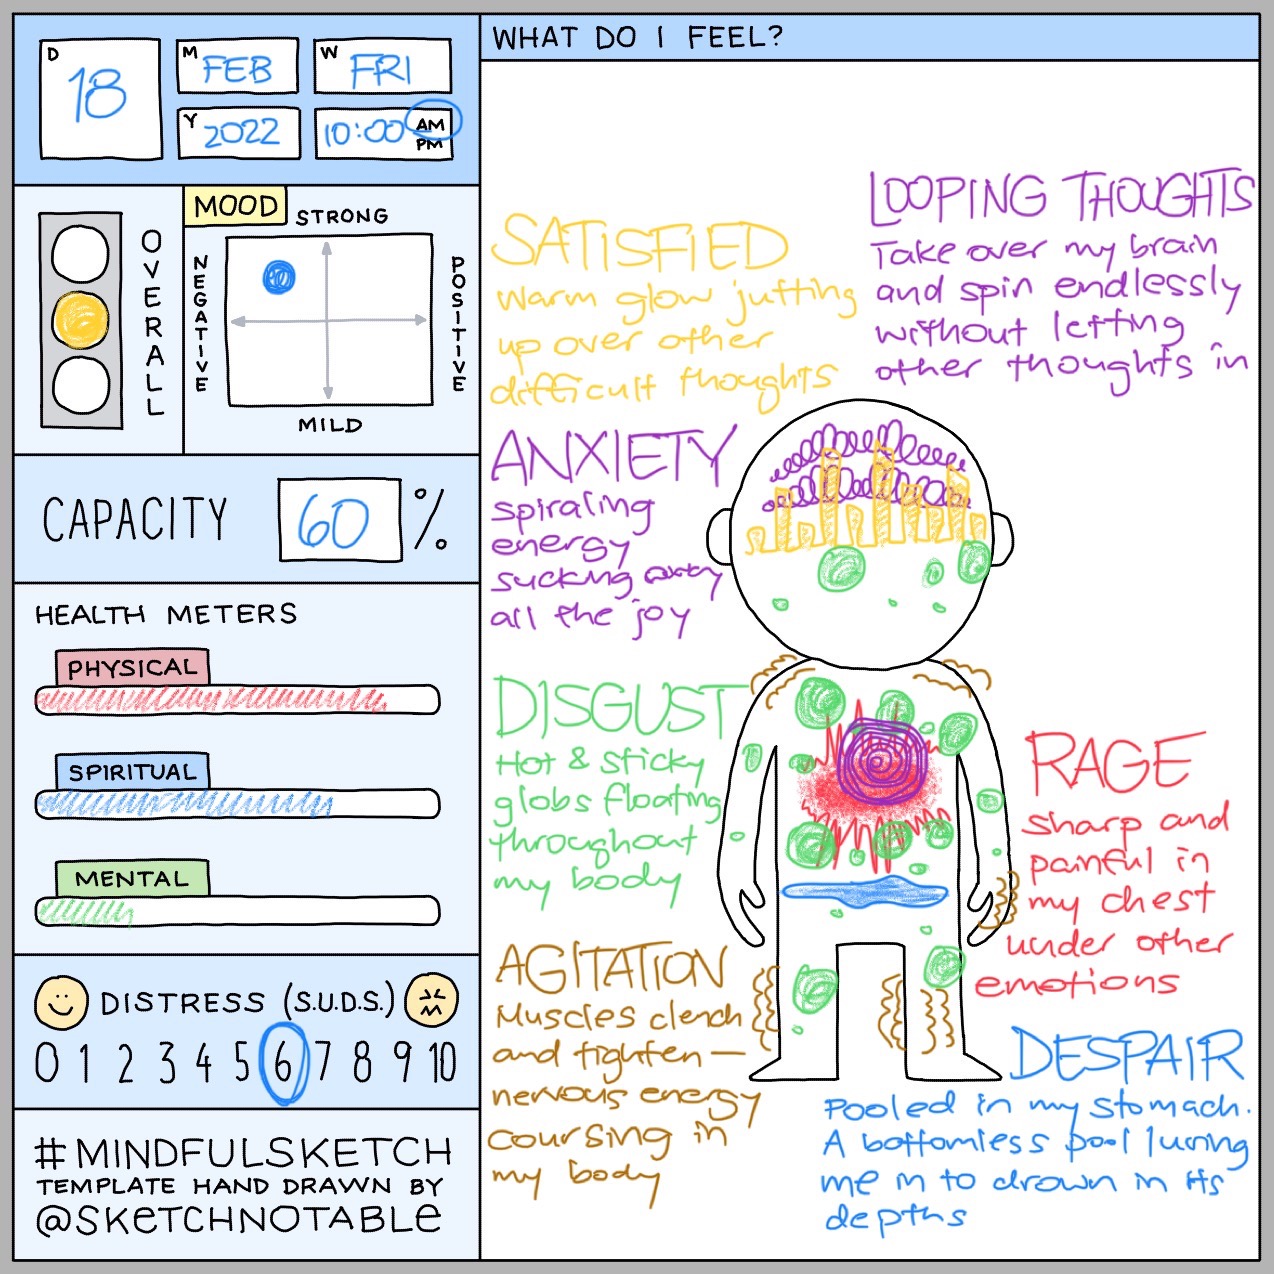 D
18
M
FEB
W
FRI
Y
2022
10:00 AM
PM
OVERALL
MOOD
STRONG
NEGATIVE
POSITIVE
MILD
CAPACITY 60 %
HEALTH METERS
PHYSICAL
SPIRITUAL
MENTAL
DISTRESS (S.U.D.S.)
0 1 2 3 4 5 6 7 8 9 10
#MINDFULSKETCH
TEMPLATE HAND DRAWN BY
@SKETCHNOTABLE
WHAT DO I FEEL?
SATISFIED
warm glow jutting
up over other
difficult thoughts
LOOPING THOUGHTS
Take over my brain
and spin endlessly
without letting
other thoughts in
ANXIETY
spiraling
energy
sucking away
all the joy
DISGUST
Hot & sticky
globs floating
throughout
my body
RAGE
sharp and
painful in
my chest
under other
emotions
AGITATION
Muscles clench
and tighten —
nervous energy
coursing in
my body
DESPAIR
Pooled in my stomach.
A bottomless pool luring
me in to drown in its
depths